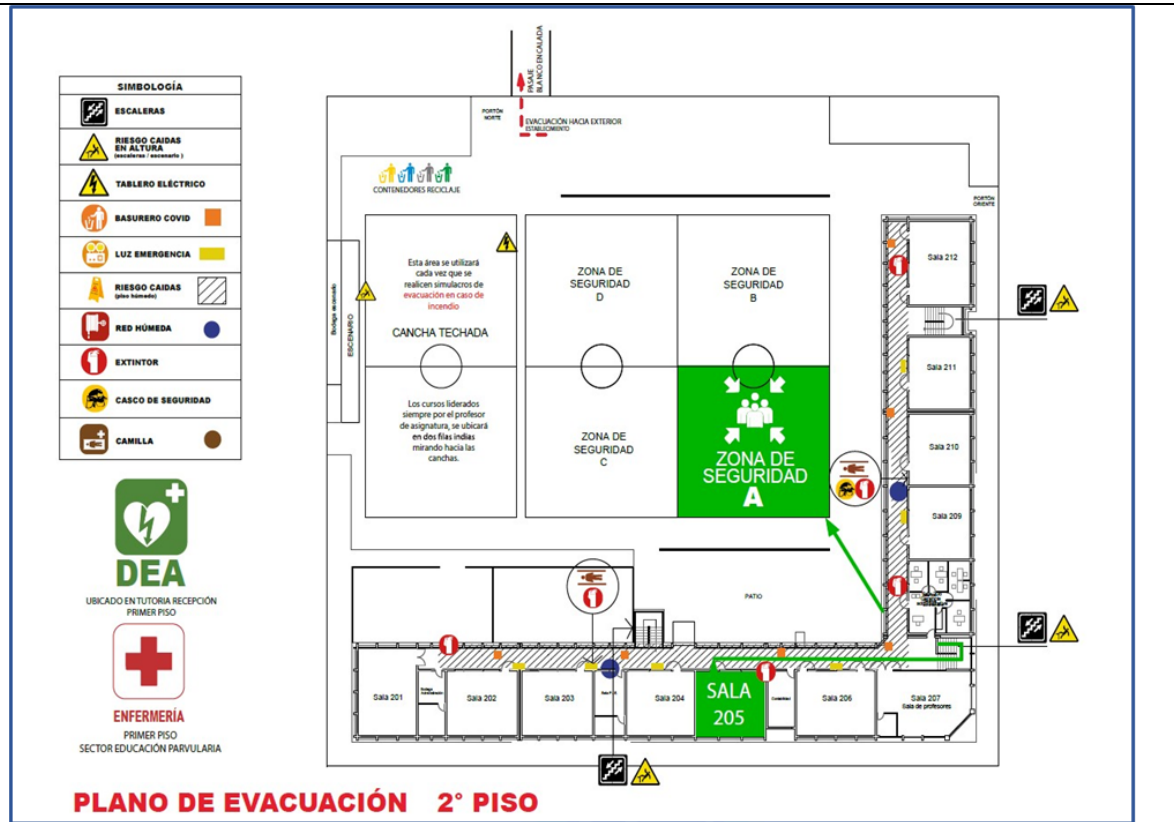 SIMBOLOGÍA
ESCALERAS
RIESGO CAIDAS
EN ALTURA
(escaleras / escenario )
TABLERO ELÉCTRICO
BASURERO COVID
LUZ EMERGENCIA
RIESGO CAIDAS
(piso húmedo)
RED HÚMEDA
EXTINTOR
CASCO DE SEGURIDAD
CAMILLA
DEA
UBICADO EN TUTORIA RECEPCIÓN
PRIMER PISO
ENFERMERÍA
PRIMER PISO
SECTOR EDUCACIÓN PARVULARIA
PASAJE
BLANCO ENCALADA
PORTÓN
NORTE
EVACUACIÓN HACIA EXTERIOR
ESTABLECIMIENTO
CONTENEDORES RECICLAJE
PORTÓN
ORIENTE
Bodega escenario
ESCENARIO
Esta área se utilizará
cada vez que se
realicen simulacros de
evacuación en caso de
incendio
CANCHA TECHADA
Los cursos liderados
siempre por el profesor
de asignatura, se ubicará
en dos filas indias
mirando hacia las
canchas.
ZONA DE
SEGURIDAD
D
ZONA DE
SEGURIDAD
B
ZONA DE
SEGURIDAD
C
ZONA DE
SEGURIDAD
A
PATIO
Sala 212
Sala 211
Sala 210
Sala 209
Sala 201
Sala 202
Sala 203
Sala 204
SALA
205
Sala 206
Sala 207
Sala de profesores
PLANO DE EVACUACIÓN 2° PISO